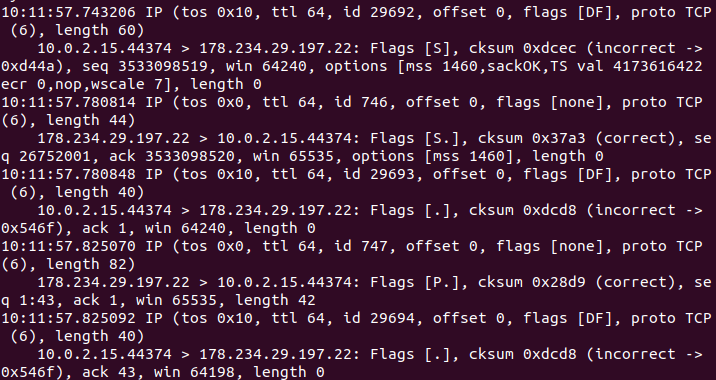 10:11:57.743206 IP (tos 0x10, ttl 64, id 29692, offset 0, flags [DF], proto TCP
 (6), length 60)
    10.0.2.15.44374 > 178.234.29.197.22: Flags [S], cksum 0xdcec (incorrect ->
0xd44a), seq 3533098519, win 64240, options [mss 1460,sackOK,TS val 4173616422
ecr 0,nop,wscale 7], length 0
10:11:57.780814 IP (tos 0x0, ttl 64, id 746, offset 0, flags [none], proto TCP
(6), length 44)
    178.234.29.197.22 > 10.0.2.15.44374: Flags [S.], cksum 0x37a3 (correct), se
q 26752001, ack 3533098520, win 65535, options [mss 1460], length 0
10:11:57.780848 IP (tos 0x10, ttl 64, id 29693, offset 0, flags [DF], proto TCP
 (6), length 40)
    10.0.2.15.44374 > 178.234.29.197.22: Flags [.], cksum 0xdcd8 (incorrect ->
0x546f), ack 1, win 64240, length 0
10:11:57.825070 IP (tos 0x0, ttl 64, id 747, offset 0, flags [none], proto TCP
(6), length 82)
    178.234.29.197.22 > 10.0.2.15.44374: Flags [P.], cksum 0x28d9 (correct), se
q 1:43, ack 1, win 65535, length 42
10:11:57.825092 IP (tos 0x10, ttl 64, id 29694, offset 0, flags [DF], proto TCP
 (6), length 40)
    10.0.2.15.44374 > 178.234.29.197.22: Flags [.], cksum 0xdcd8 (incorrect ->
0x546f), ack 43, win 64198, length 0